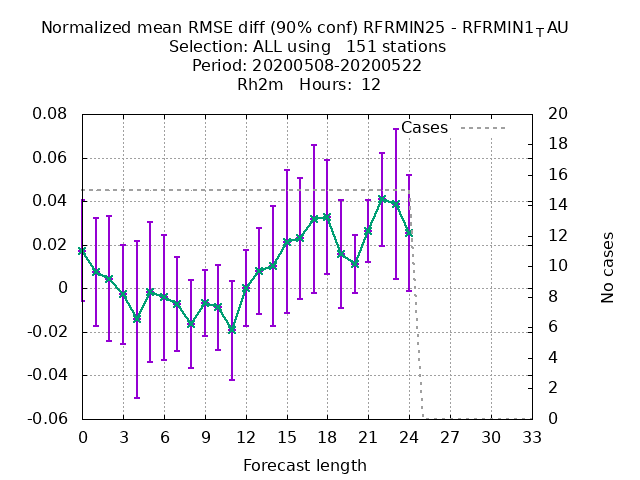 Normalized mean RMSE diff (90% conf) RFRMIN25 - RFRMIN1_TAU
Selection: ALL using   151 stations
Period: 20200508-20200522
Rh2m   Hours:  12
Cases
0.08
0.06
0.04
0.02
0
-0.02
-0.04
-0.06
20
18
16
14
12
10
8
6
4
2
0
No cases
0 3 6 9 12 15 18 21 24 27 30 33
Forecast length